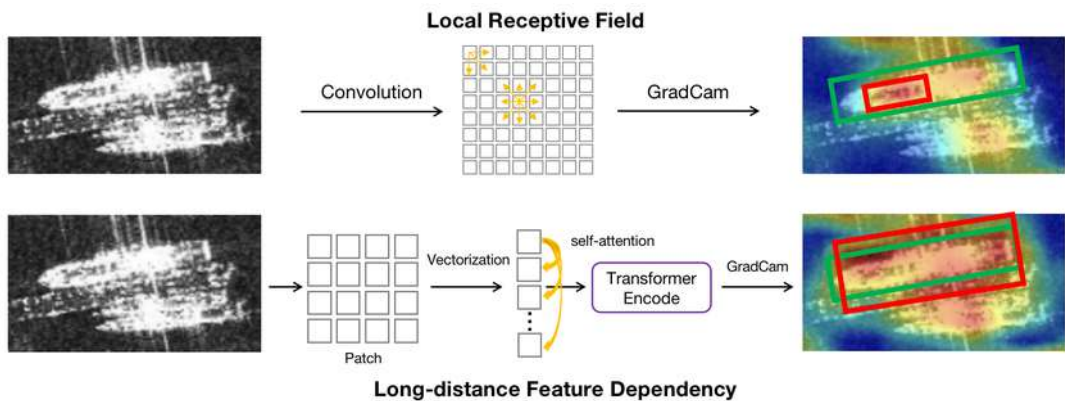 Local Receptive Field
Convolution
GradCam
Vectorization
self-attention
Transformer
Encode
GradCam
Patch
Long-distance Feature Dependency